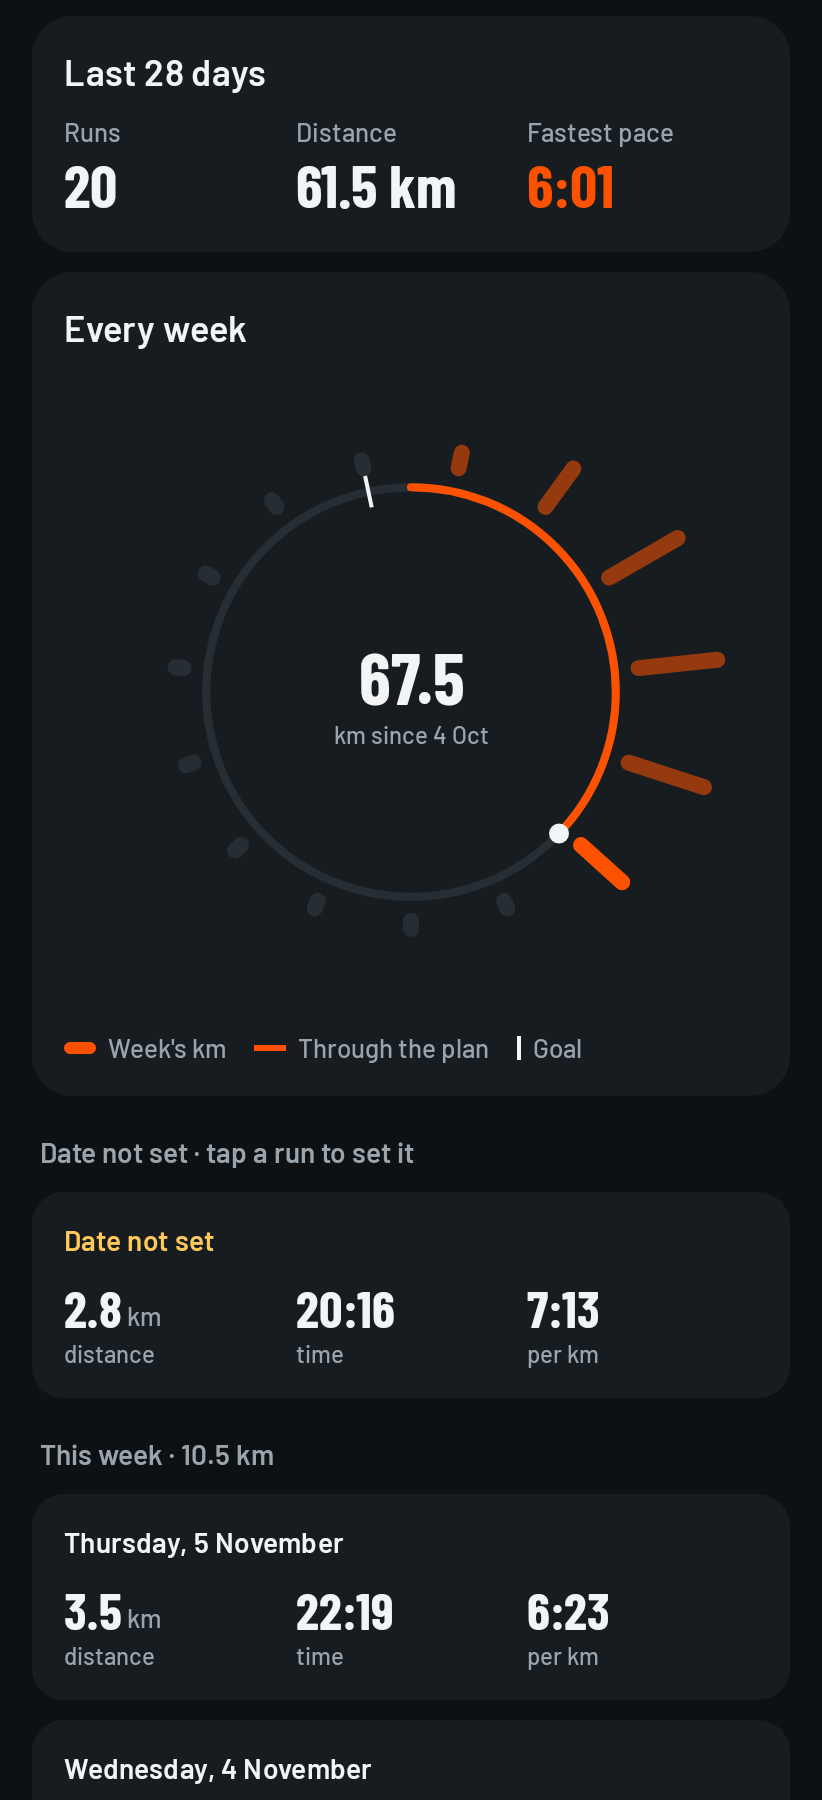 Last 28 days
Runs Distance Fastest pace
20 61.5 km 6:01
Every week
67.5
km since 4 Oct
Week's km Through the plan Goal
Date not set · tap a run to set it
Date not set
2.8 km 20:16 7:13
distance time per km
This week · 10.5 km
Thursday, 5 November
3.5 km 22:19 6:23
distance time per km
Wednesday, 4 November